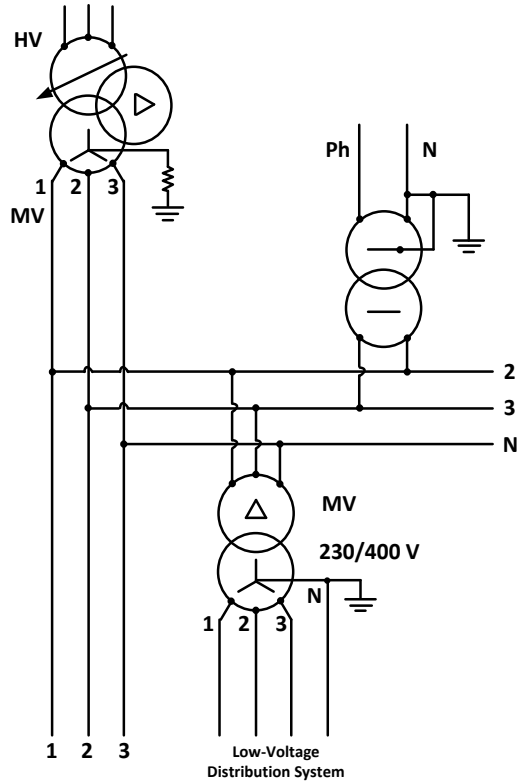 HV
Ph N
1 2 3
MV
2
3
N
MV
230/400 V
N
1 2 3
1 2 3
Low-Voltage
Distribution System